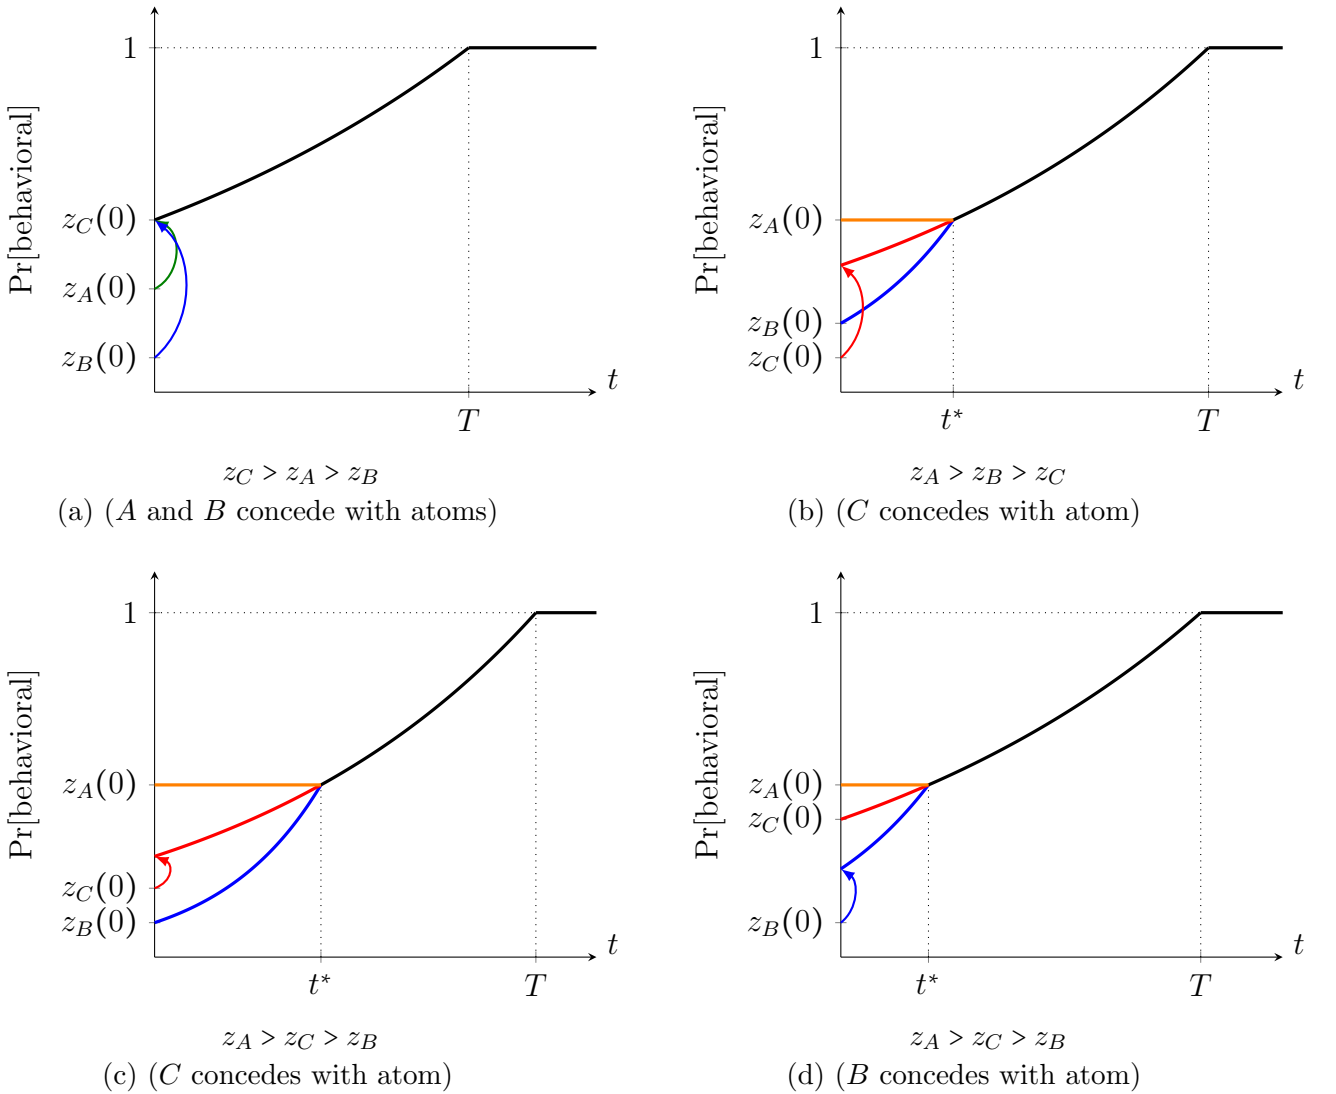 Pr[behavioral]
1
z_C(0)
z_A(0)
z_B(0)
t
T
z_C > z_A > z_B
(a) (A and B concede with atoms)
Pr[behavioral]
1
z_A(0)
z_B(0)
z_C(0)
t
t* T
z_A > z_B > z_C
(b) (C concedes with atom)
Pr[behavioral]
1
z_A(0)
z_C(0)
z_B(0)
t
t* T
z_A > z_C > z_B
(c) (C concedes with atom)
Pr[behavioral]
1
z_A(0)
z_C(0)
z_B(0)
t
t* T
z_A > z_C > z_B
(d) (B concedes with atom)